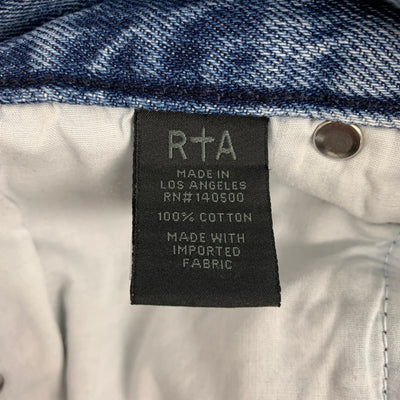 R†A
MADE IN
LOS ANGELES
RN#140500
100% COTTON
MADE WITH
IMPORTED
FABRIC